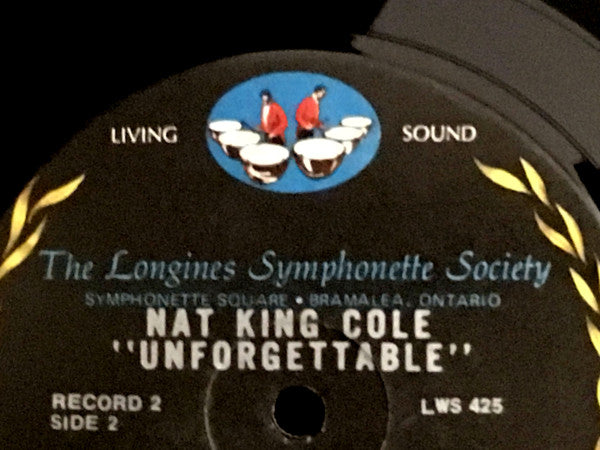 LIVING SOUND
The Longines Symphonette Society
SYMPHONETTE SQUARE • BRAMALEA, ONTARIO
NAT KING COLE
"UNFORGETTABLE"
RECORD 2 LWS 425
SIDE 2